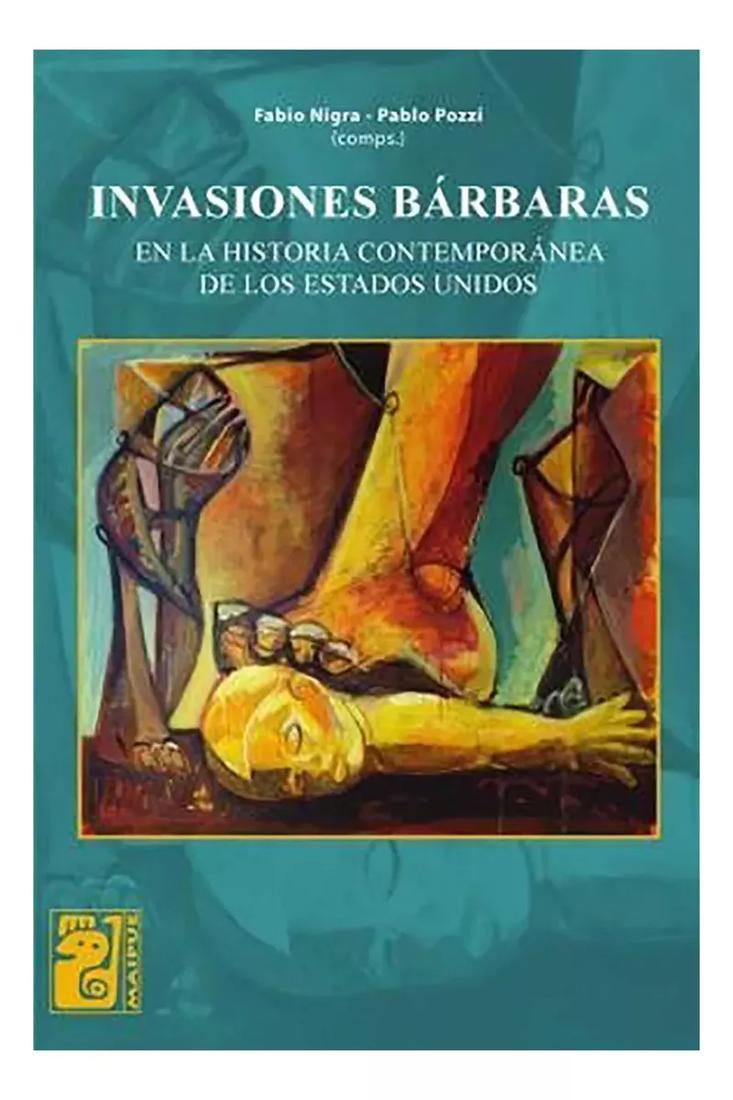 Fabio Nigra - Pablo Pozzi
(comps.)
INVASIONES BÁRBARAS
EN LA HISTORIA CONTEMPORÁNEA
DE LOS ESTADOS UNIDOS
MAIPUE